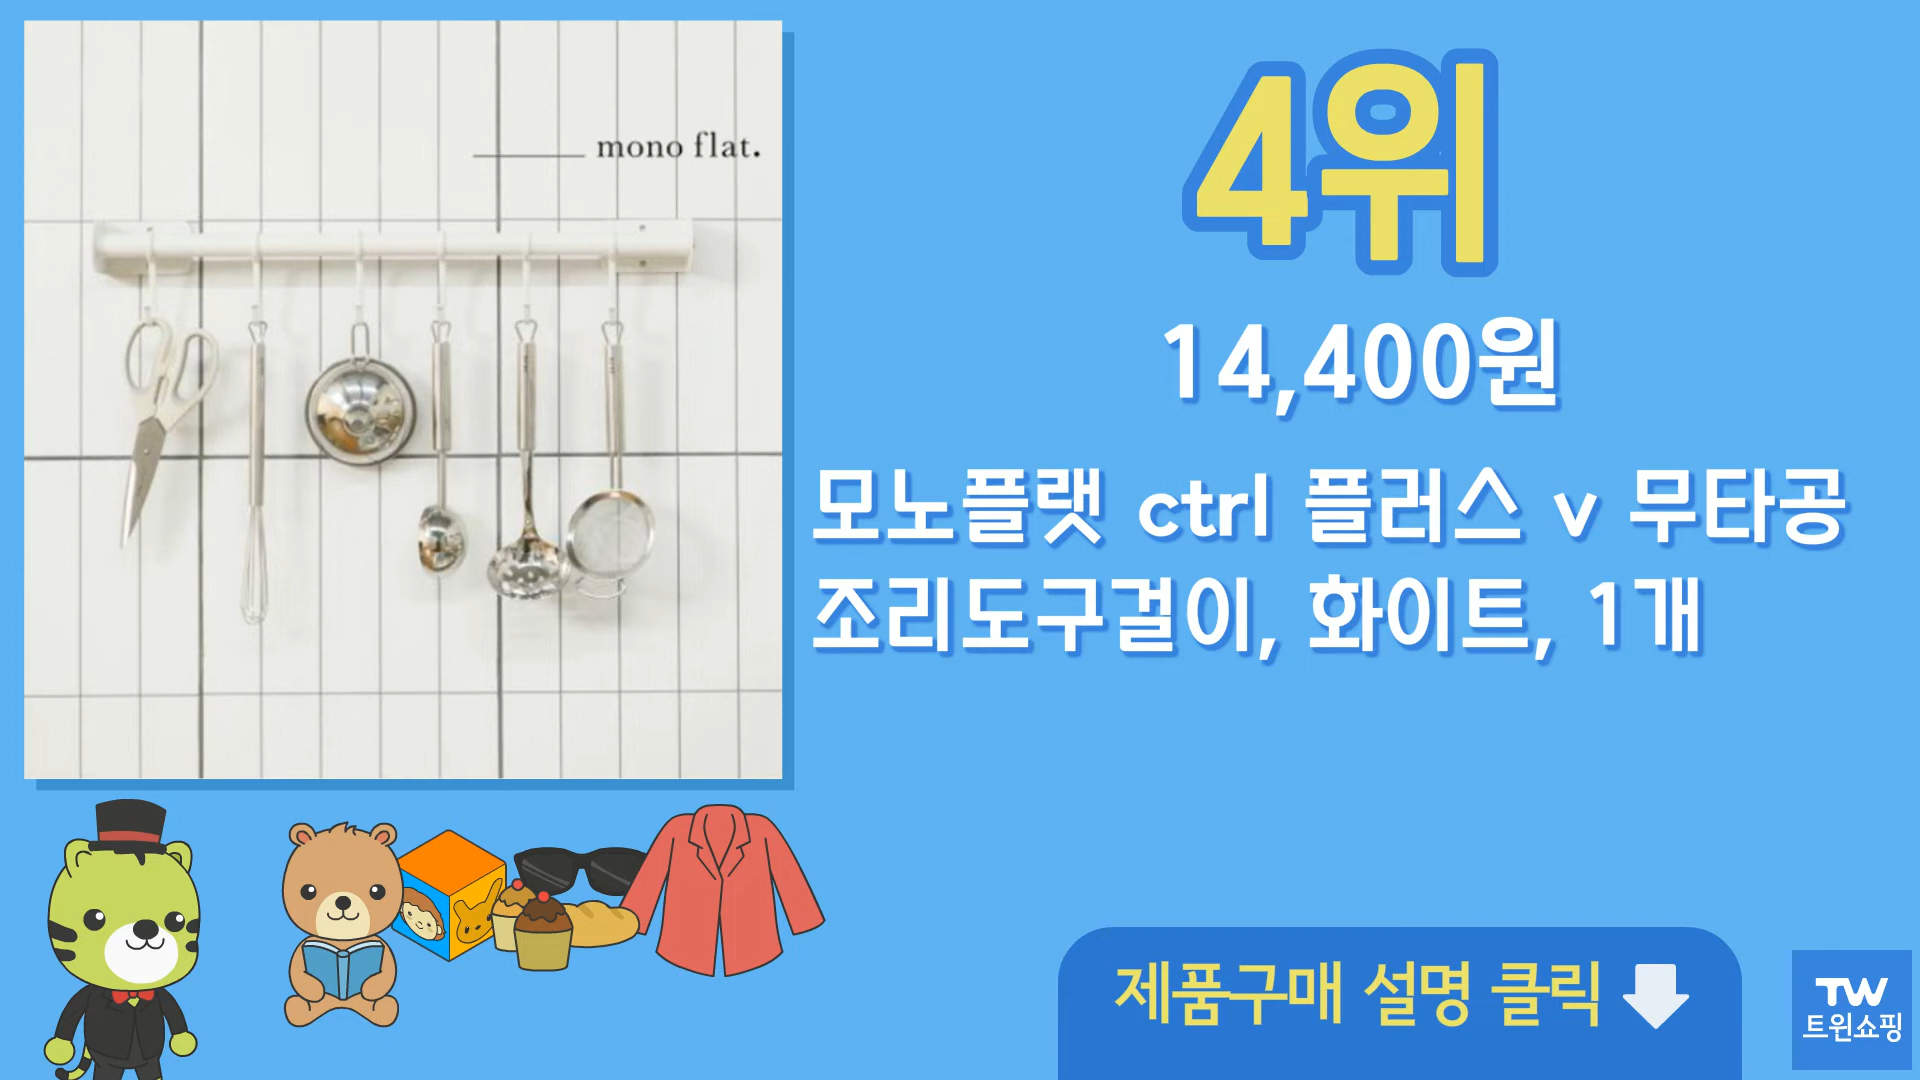 mono flat.
4위
14,400원
모노플랫 ctrl 플러스 v 무타공
조리도구걸이, 화이트, 1개
제품구매 설명 클릭
TW
트윈쇼핑